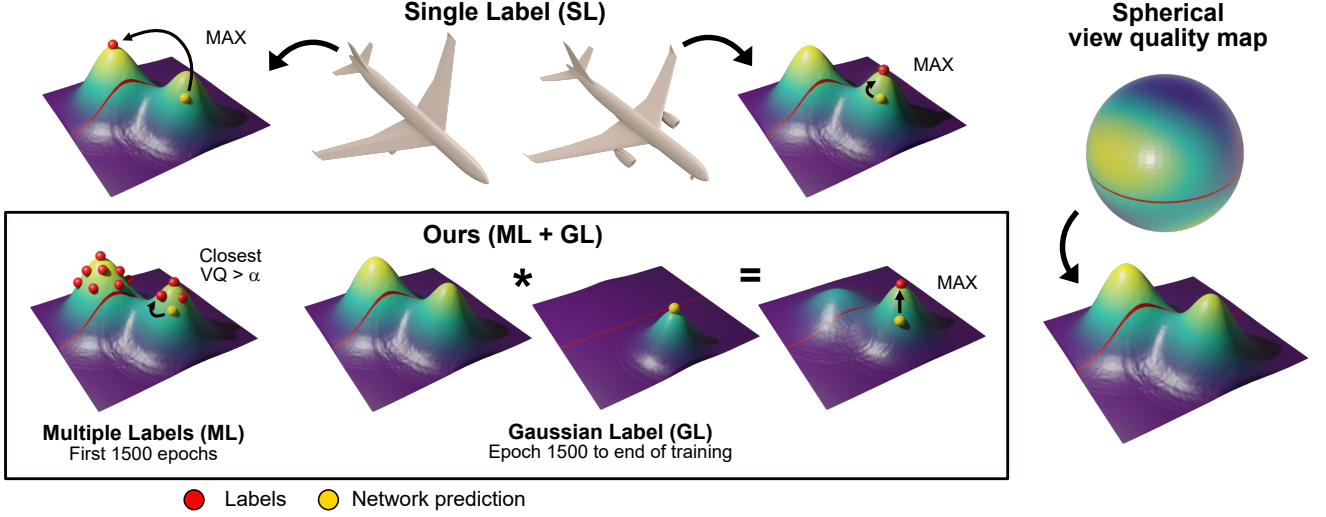 Single Label (SL)
MAX
MAX
Spherical
view quality map
Ours (ML + GL)
Closest
VQ > α
*
=
MAX
Multiple Labels (ML)
First 1500 epochs
Gaussian Label (GL)
Epoch 1500 to end of training
Labels
Network prediction